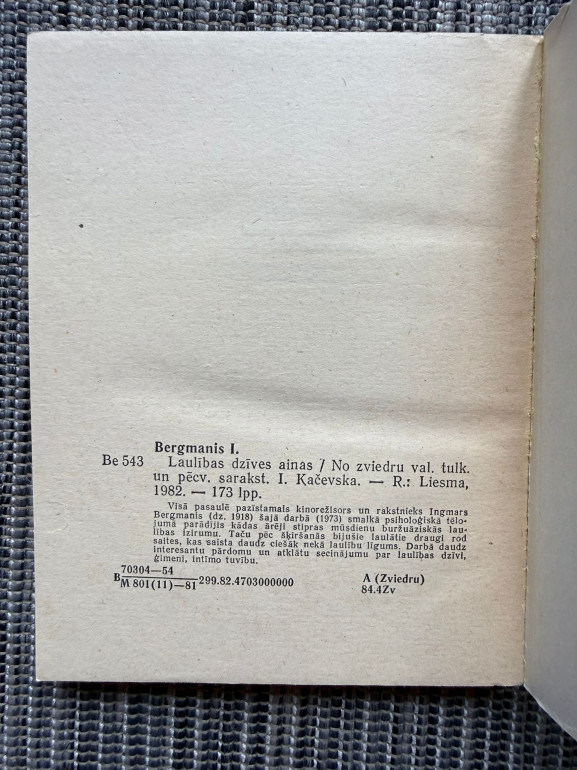 Bergmanis I.
Be 543 Laulības dzīves ainas / No zviedru val. tulk.
un pēcv. sarakst. I. Kačevska. — R.: Liesma,
1982. — 173 lpp.
Visā pasaulē pazīstamais kinorežisors un rakstnieks Ingmars
Bergmanis (dz. 1918) šajā darbā (1973) smalkā psiholoģiskā tēlo-
jumā parādījis kādas ārēji stipras mūsdienu buržuāziskās lau-
lības izirumu. Taču pēc šķiršanās bijušie laulātie draugi rod
saites, kas saista daudz ciešāk nekā laulību līgums. Darbā daudz
interesantu pārdomu un atklātu secinājumu par laulības dzīvi,
ģimeni, intīmo tuvību.
70304—54
B 299.82.4703000000 A (Zviedru)
M 801(11)—81 84.4Zv